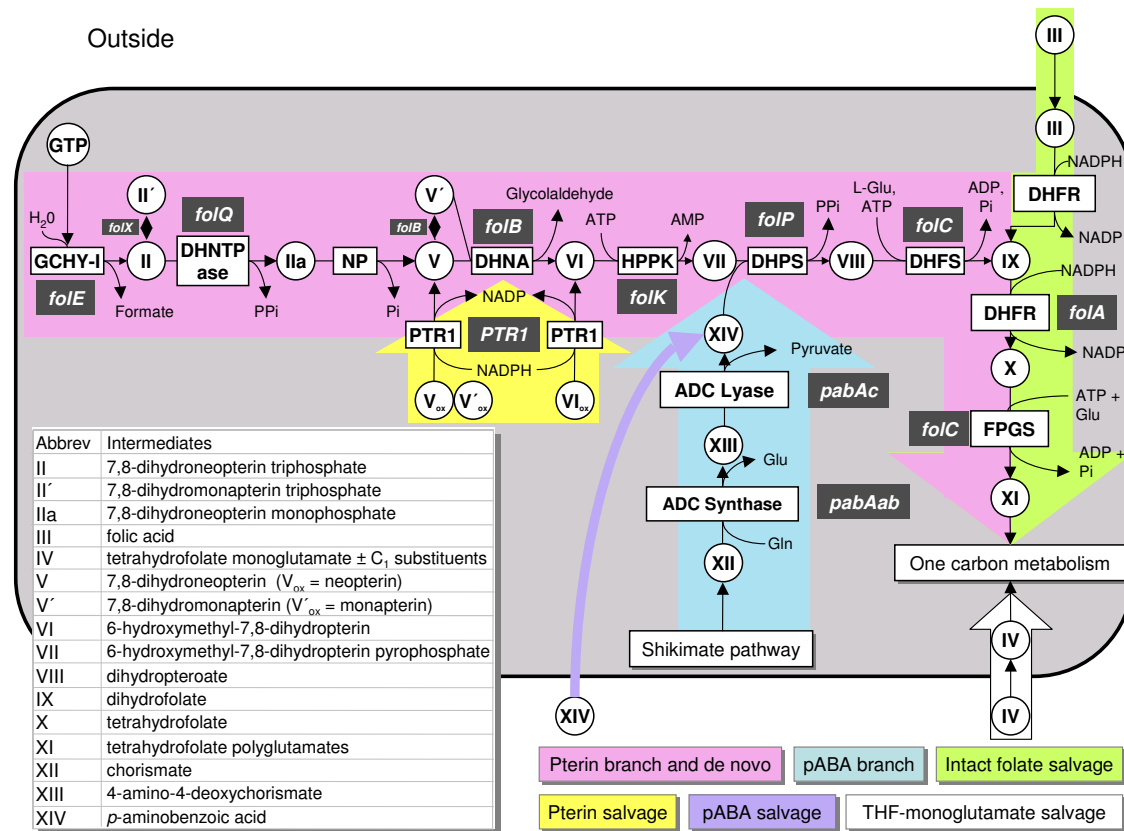 Outside
III
GTP
III
NADPH
II´
V´
Glycolaldehyde
L-Glu,
ATP
ADP,
Pi
DHFR
H₂0
folX
folQ
folB
folB
ATP
AMP
folP
PPi
folC
NADP
GCHY-I
II
DHNTP
ase
IIa
NP
V
DHNA
VI
HPPK
VII
DHPS
VIII
DHFS
IX
NADPH
folE
Formate
PPi
Pi
NADP
folK
DHFR
folA
PTR1
PTR1
PTR1
XIV
Pyruvate
NADP
NADPH
X
Vox
V´ox
VIox
ADC Lyase
pabAc
ATP +
Glu
folC
FPGS
XIII
Glu
ADP +
Pi
ADC Synthase
pabAab
XI
Gln
XII
One carbon metabolism
Shikimate pathway
IV
XIV
IV
Abbrev Intermediates
II 7,8-dihydroneopterin triphosphate
II´ 7,8-dihydromonapterin triphosphate
IIa 7,8-dihydroneopterin monophosphate
III folic acid
IV tetrahydrofolate monoglutamate ± C₁ substituents
V 7,8-dihydroneopterin (Vox = neopterin)
V´ 7,8-dihydromonapterin (V´ox = monapterin)
VI 6-hydroxymethyl-7,8-dihydropterin
VII 6-hydroxymethyl-7,8-dihydropterin pyrophosphate
VIII dihydropteroate
IX dihydrofolate
X tetrahydrofolate
XI tetrahydrofolate polyglutamates
XII chorismate
XIII 4-amino-4-deoxychorismate
XIV p-aminobenzoic acid
Pterin branch and de novo
pABA branch
Intact folate salvage
Pterin salvage
pABA salvage
THF-monoglutamate salvage